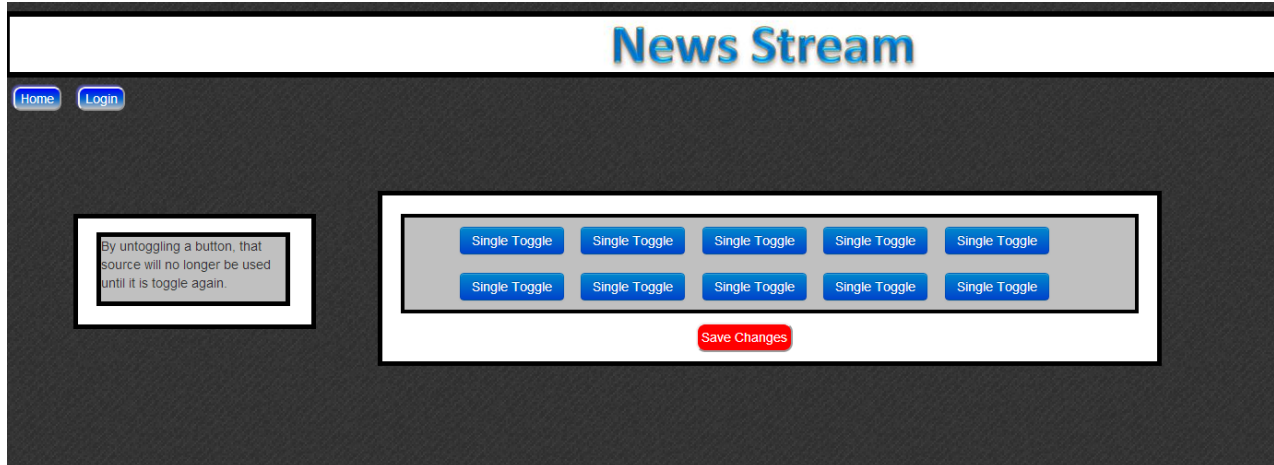 News Stream
Home Login
By untoggling a button, that
source will no longer be used
until it is toggle again.
Single Toggle Single Toggle Single Toggle Single Toggle Single Toggle
Single Toggle Single Toggle Single Toggle Single Toggle Single Toggle
Save Changes